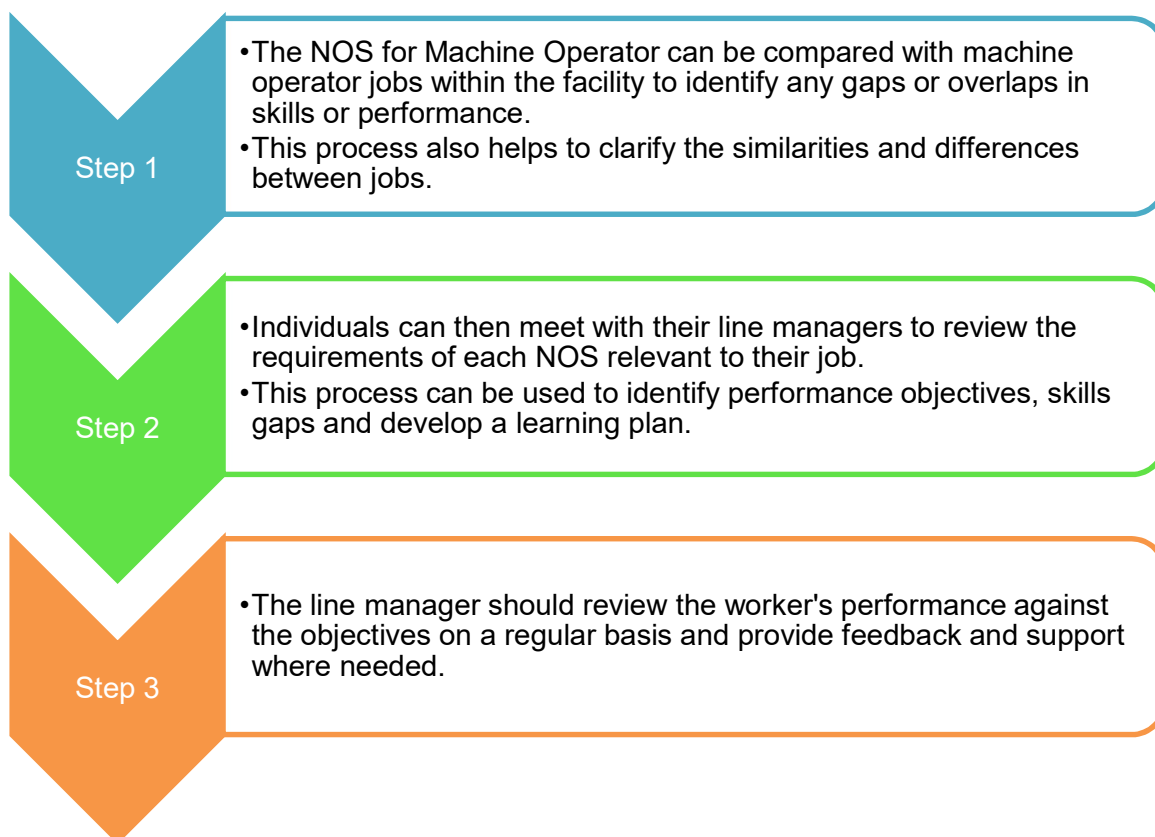 Step 1
•The NOS for Machine Operator can be compared with machine
operator jobs within the facility to identify any gaps or overlaps in
skills or performance.
•This process also helps to clarify the similarities and differences
between jobs.
Step 2
•Individuals can then meet with their line managers to review the
requirements of each NOS relevant to their job.
•This process can be used to identify performance objectives, skills
gaps and develop a learning plan.
Step 3
•The line manager should review the worker's performance against
the objectives on a regular basis and provide feedback and support
where needed.